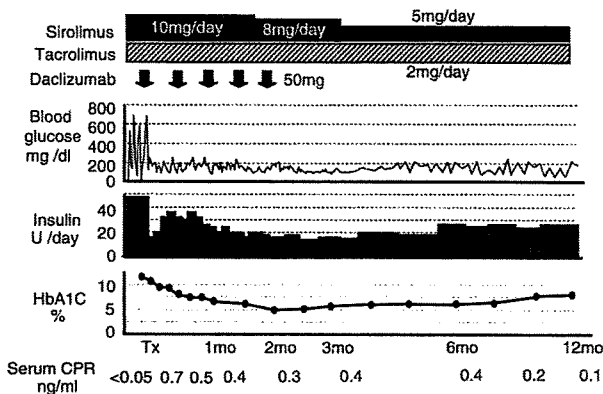 Sirolimus 10mg/day 8mg/day 5mg/day
Tacrolimus 2mg/day
Daclizumab 50mg
Blood glucose mg /dl
800
600
400
200
0
Insulin U /day
40
20
0
HbA1C %
10
5
0
Tx 1mo 2mo 3mo 6mo 12mo
Serum CPR ng/ml <0.05 0.7 0.5 0.4 0.3 0.4 0.4 0.2 0.1